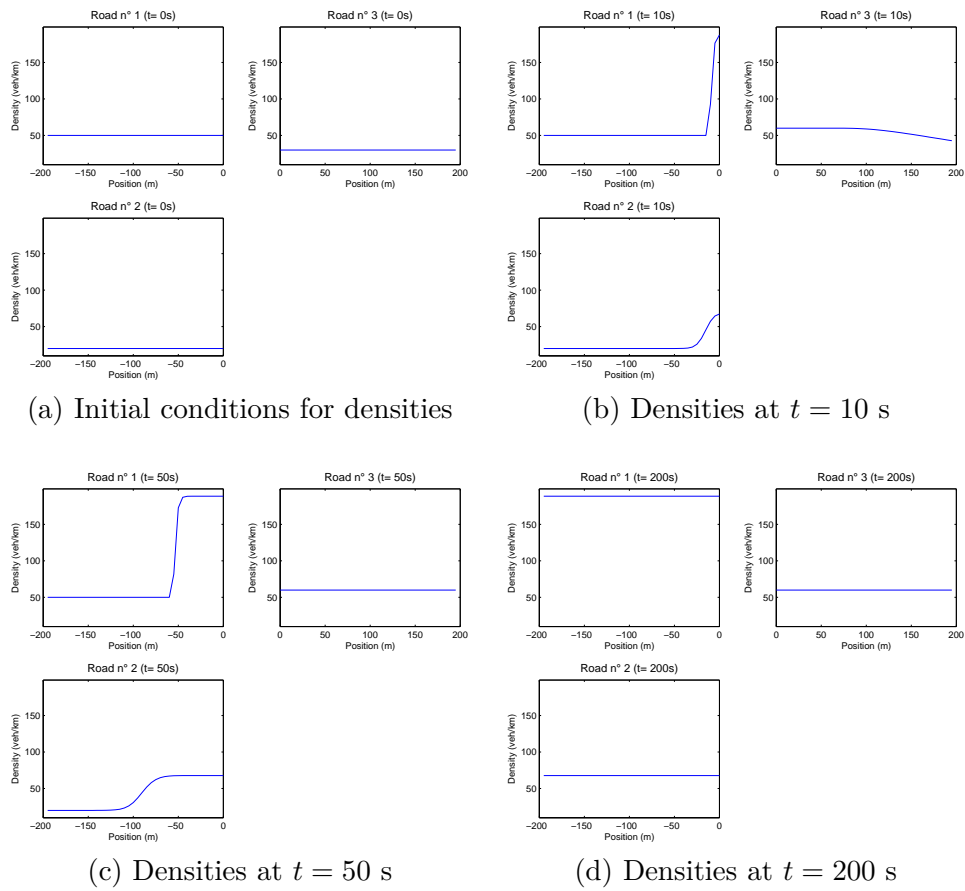 Road n° 1 (t= 0s)
Density (veh/km)
150
100
50
−200 −150 −100 −50 0
Position (m)
Road n° 3 (t= 0s)
Density (veh/km)
150
100
50
0 50 100 150 200
Position (m)
Road n° 2 (t= 0s)
Density (veh/km)
150
100
50
−200 −150 −100 −50 0
Position (m)
(a) Initial conditions for densities
Road n° 1 (t= 10s)
Density (veh/km)
150
100
50
−200 −150 −100 −50 0
Position (m)
Road n° 3 (t= 10s)
Density (veh/km)
150
100
50
0 50 100 150 200
Position (m)
Road n° 2 (t= 10s)
Density (veh/km)
150
100
50
−200 −150 −100 −50 0
Position (m)
(b) Densities at t = 10 s
Road n° 1 (t= 50s)
Density (veh/km)
150
100
50
−200 −150 −100 −50 0
Position (m)
Road n° 3 (t= 50s)
Density (veh/km)
150
100
50
0 50 100 150 200
Position (m)
Road n° 2 (t= 50s)
Density (veh/km)
150
100
50
−200 −150 −100 −50 0
Position (m)
(c) Densities at t = 50 s
Road n° 1 (t= 200s)
Density (veh/km)
150
100
50
−200 −150 −100 −50 0
Position (m)
Road n° 3 (t= 200s)
Density (veh/km)
150
100
50
0 50 100 150 200
Position (m)
Road n° 2 (t= 200s)
Density (veh/km)
150
100
50
−200 −150 −100 −50 0
Position (m)
(d) Densities at t = 200 s